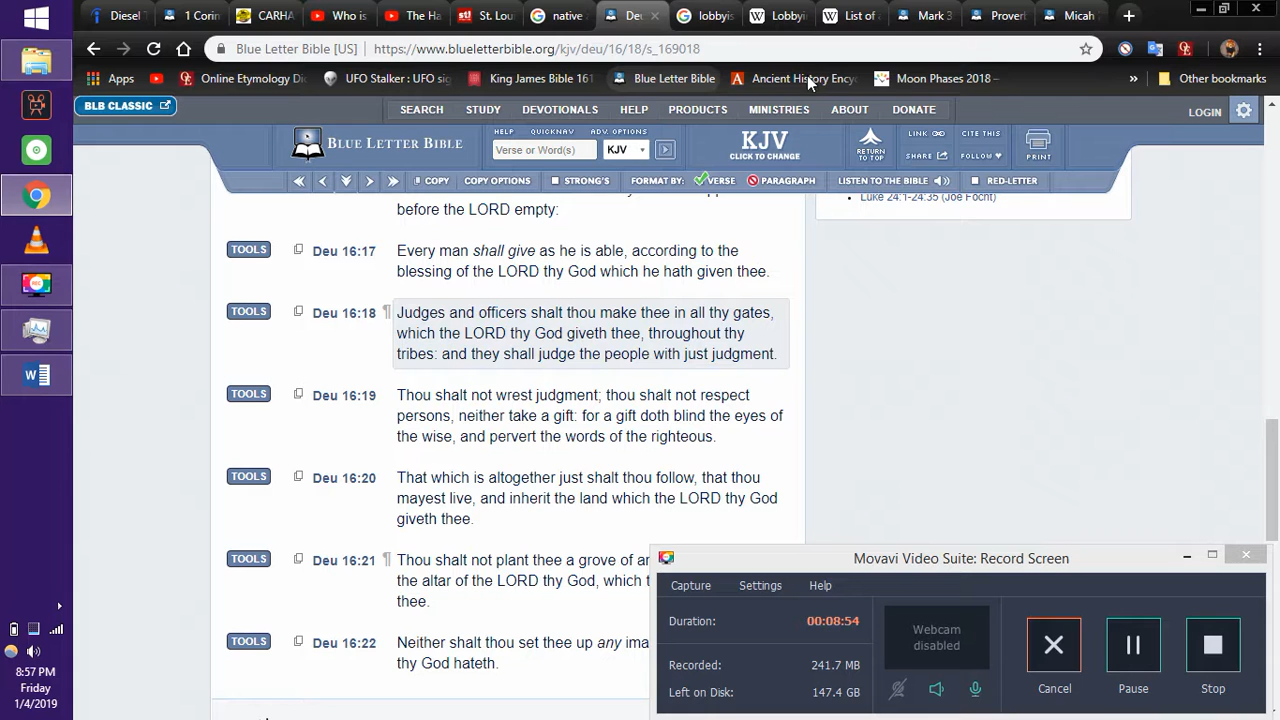 Diesel
1 Corin
CARHA
Who is
The Ha
St. Lou
native
Deu
lobbyis
Lobbyi
List of
Mark 3
Prover
Micah
Blue Letter Bible [US] https://www.blueletterbible.org/kjv/deu/16/18/s_169018
Apps
Online Etymology Di
UFO Stalker : UFO sig
King James Bible 161
Blue Letter Bible
Ancient History Ency
Moon Phases 2018 –
»
Other bookmarks
BLB CLASSIC
SEARCH STUDY DEVOTIONALS HELP PRODUCTS MINISTRIES ABOUT DONATE
LOGIN
BLUE LETTER BIBLE
HELP QUICKNAV ADV. OPTIONS
Verse or Word(s) KJV
KJV
CLICK TO CHANGE
RETURN
TO TOP
LINK CITE THIS
SHARE FOLLOW
PRINT
COPY COPY OPTIONS STRONG'S FORMAT BY: VERSE PARAGRAPH LISTEN TO THE BIBLE RED-LETTER
Luke 24:1-24:35 (Joe Focht)
before the LORD empty:
TOOLS Deu 16:17 Every man shall give as he is able, according to the
blessing of the LORD thy God which he hath given thee.
TOOLS Deu 16:18 ¶ Judges and officers shalt thou make thee in all thy gates,
which the LORD thy God giveth thee, throughout thy
tribes: and they shall judge the people with just judgment.
TOOLS Deu 16:19 Thou shalt not wrest judgment; thou shalt not respect
persons, neither take a gift: for a gift doth blind the eyes of
the wise, and pervert the words of the righteous.
TOOLS Deu 16:20 That which is altogether just shalt thou follow, that thou
mayest live, and inherit the land which the LORD thy God
giveth thee.
TOOLS Deu 16:21 ¶ Thou shalt not plant thee a grove of an
the altar of the LORD thy God, which t
thee.
TOOLS Deu 16:22 Neither shalt thou set thee up any ima
thy God hateth.
Movavi Video Suite: Record Screen
Capture Settings Help
Duration: 00:08:54
Recorded: 241.7 MB
Left on Disk: 147.4 GB
Webcam
disabled
Cancel Pause Stop
REC
8:57 PM
Friday
1/4/2019